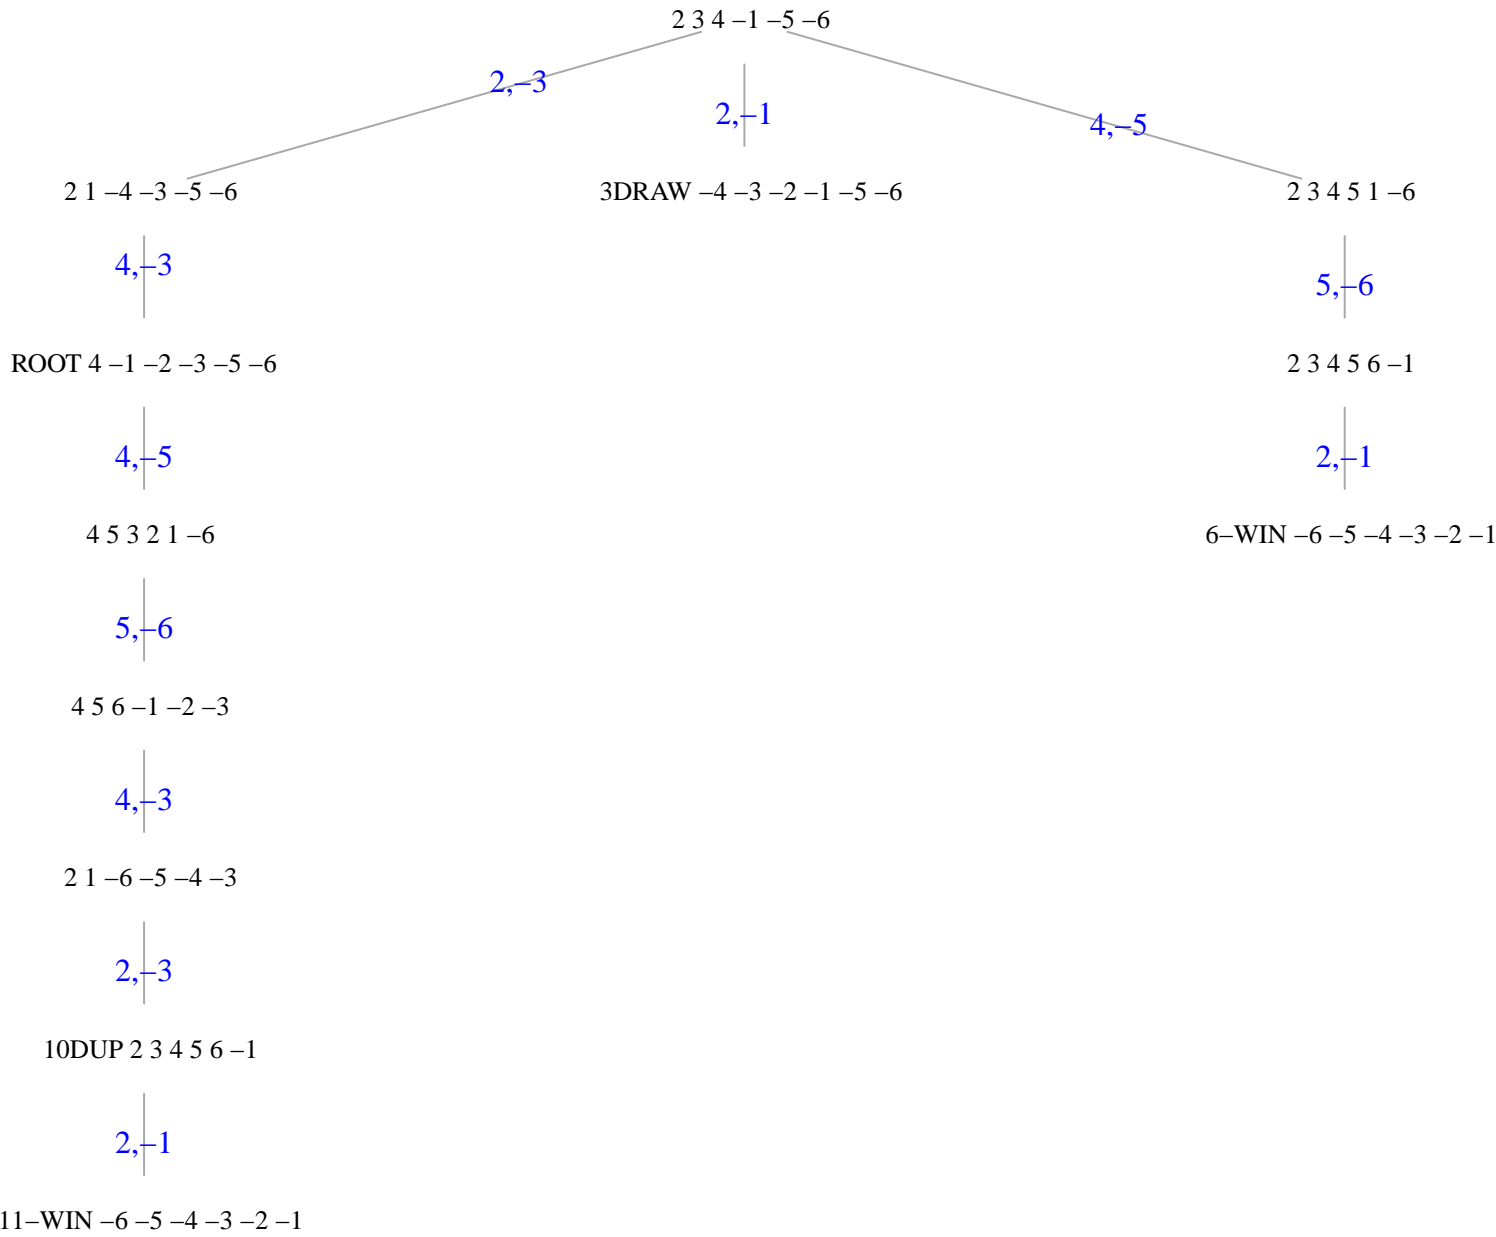 2 3 4 –1 –5 –6
2,–3
2,–1
4,–5
2 1 –4 –3 –5 –6
3DRAW –4 –3 –2 –1 –5 –6
2 3 4 5 1 –6
4,–3
5,–6
ROOT 4 –1 –2 –3 –5 –6
2 3 4 5 6 –1
4,–5
2,–1
4 5 3 2 1 –6
6–WIN –6 –5 –4 –3 –2 –1
5,–6
4 5 6 –1 –2 –3
4,–3
2 1 –6 –5 –4 –3
2,–3
10DUP 2 3 4 5 6 –1
2,–1
11–WIN –6 –5 –4 –3 –2 –1